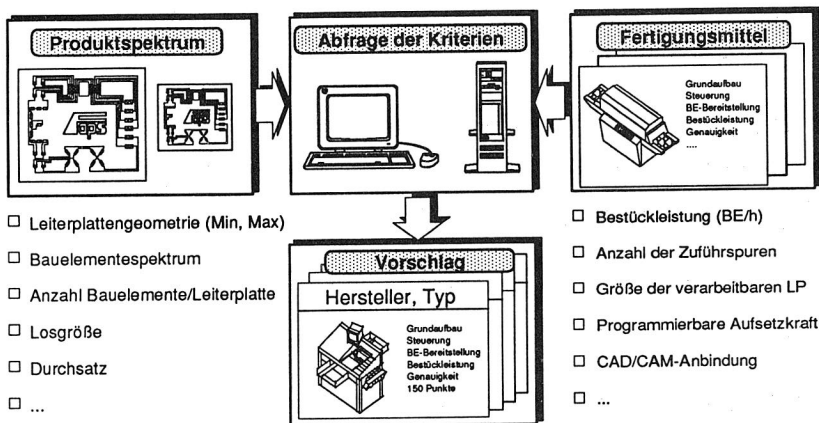 Produktspektrum
Abfrage der Kriterien
Fertigungsmittel
Grundaufbau
Steuerung
BE-Bereitstellung
Bestückleistung
Genauigkeit
....
□ Leiterplattengeometrie (Min, Max)
□ Bauelementespektrum
□ Anzahl Bauelemente/Leiterplatte
□ Losgröße
□ Durchsatz
□ ...
Vorschlag
Hersteller, Typ
Grundaufbau
Steuerung
BE-Bereitstellung
Bestückleistung
Genauigkeit
150 Punkte
□ Bestückleistung (BE/h)
□ Anzahl der Zuführspuren
□ Größe der verarbeitbaren LP
□ Programmierbare Aufsetzkraft
□ CAD/CAM-Anbindung
□ ...